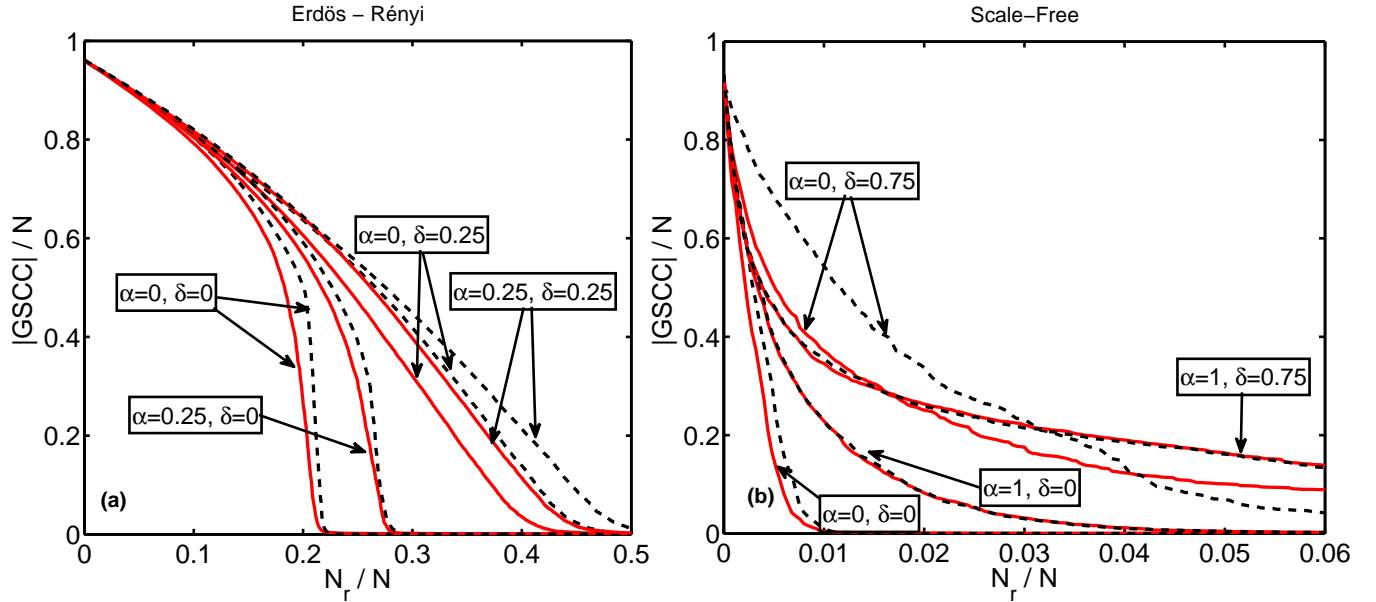 Erdös − Rényi
1
0.8
0.6
0.4
0.2
0
|GSCC| / N
α=0, δ=0.25
α=0.25, δ=0.25
α=0, δ=0
α=0.25, δ=0
(a)
0
0.1
0.2
0.3
0.4
0.5
N_r / N
Scale−Free
1
0.8
0.6
0.4
0.2
0
|GSCC| / N
α=0, δ=0.75
α=1, δ=0.75
α=1, δ=0
α=0, δ=0
(b)
0
0.01
0.02
0.03
0.04
0.05
0.06
N_r / N